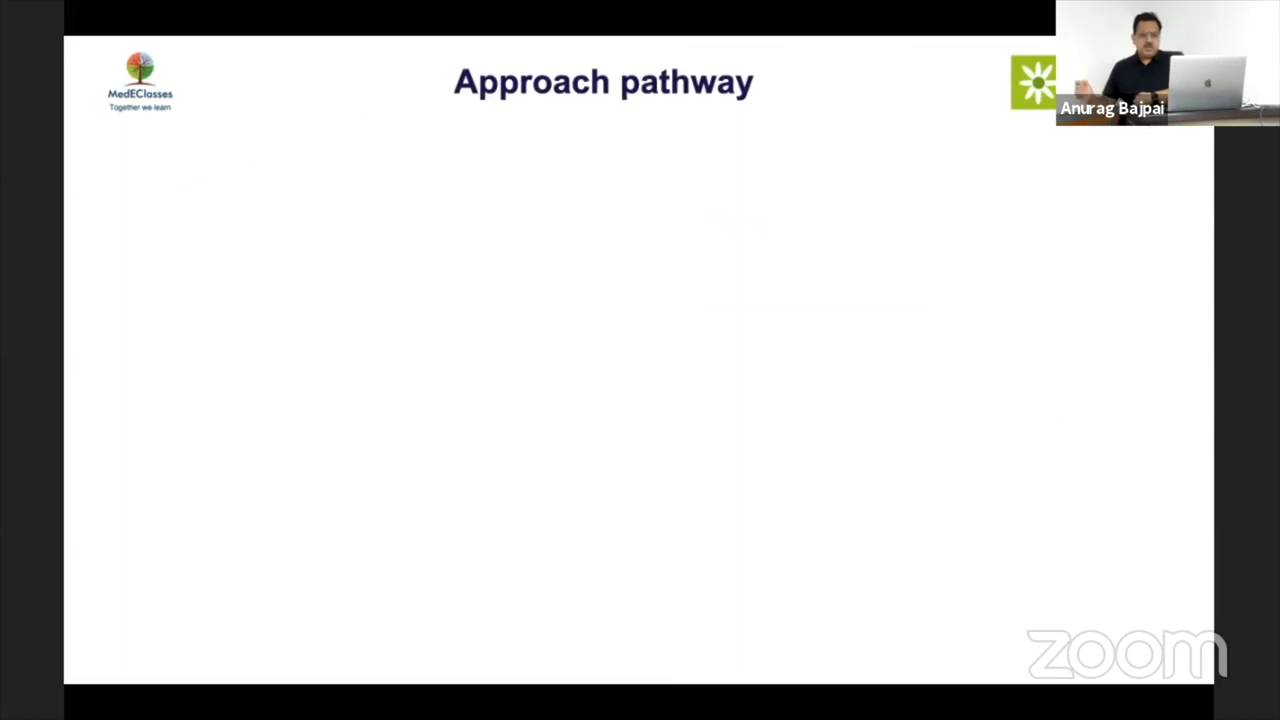 Approach pathway
MedEClasses
Together we learn
Anurag Bajpai
zoom